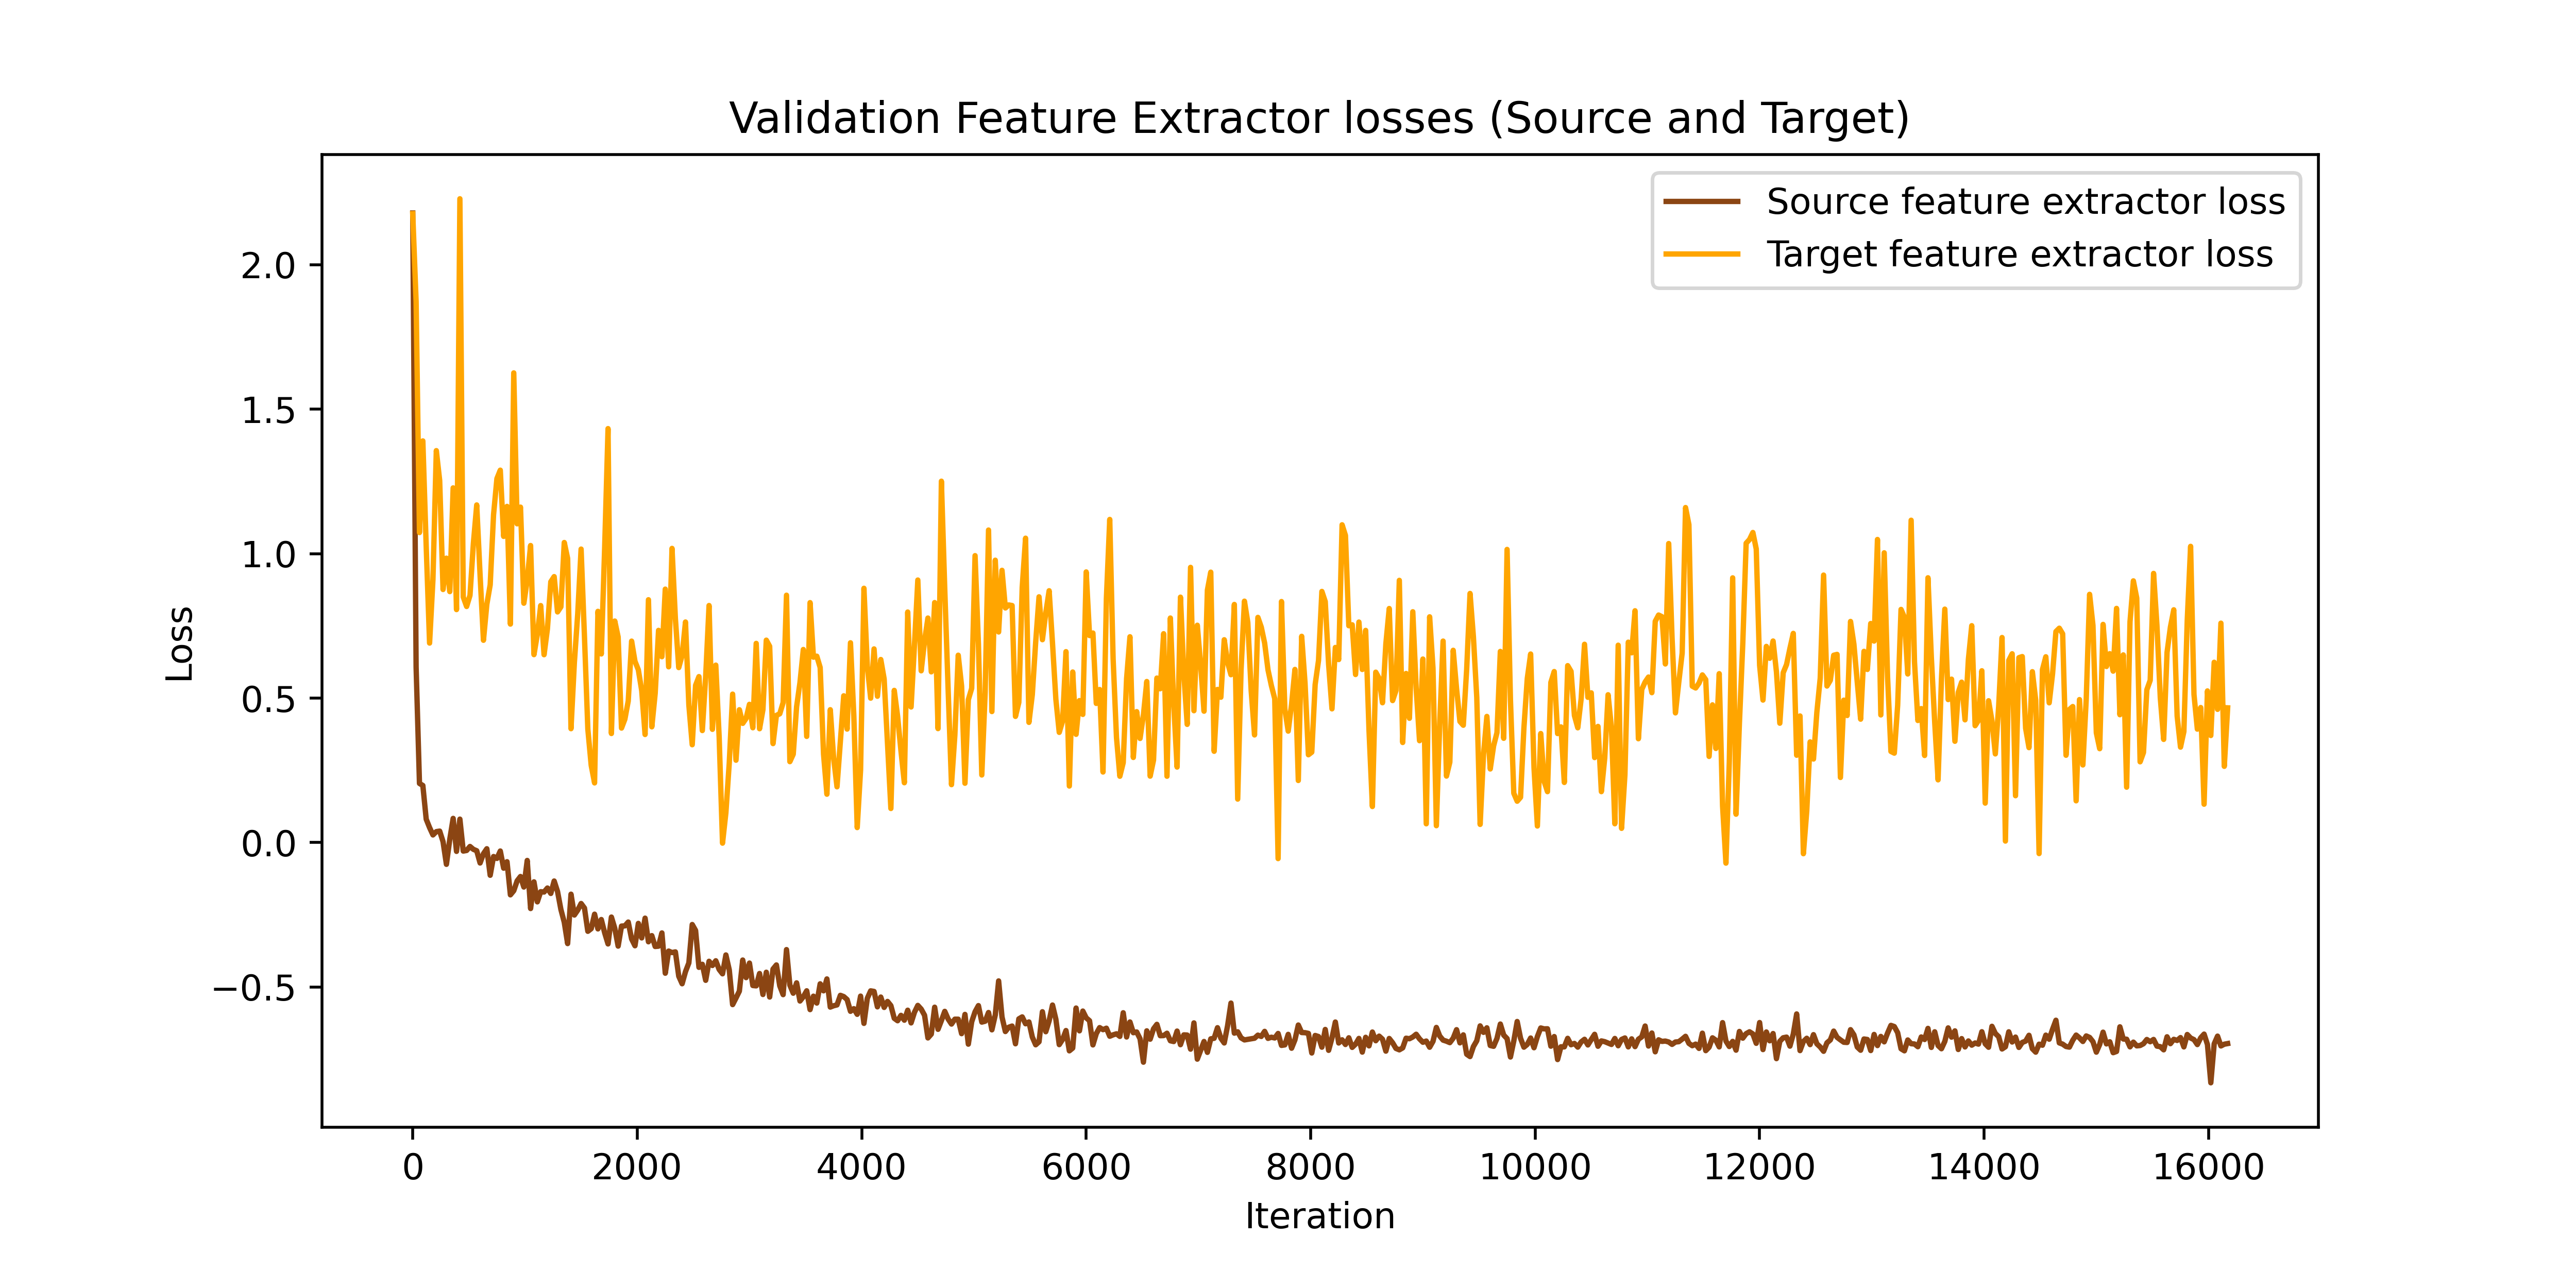 Validation Feature Extractor losses (Source and Target)
Source feature extractor loss
Target feature extractor loss
2.0
1.5
1.0
0.5
0.0
−0.5
Loss
0 2000 4000 6000 8000 10000 12000 14000 16000
Iteration